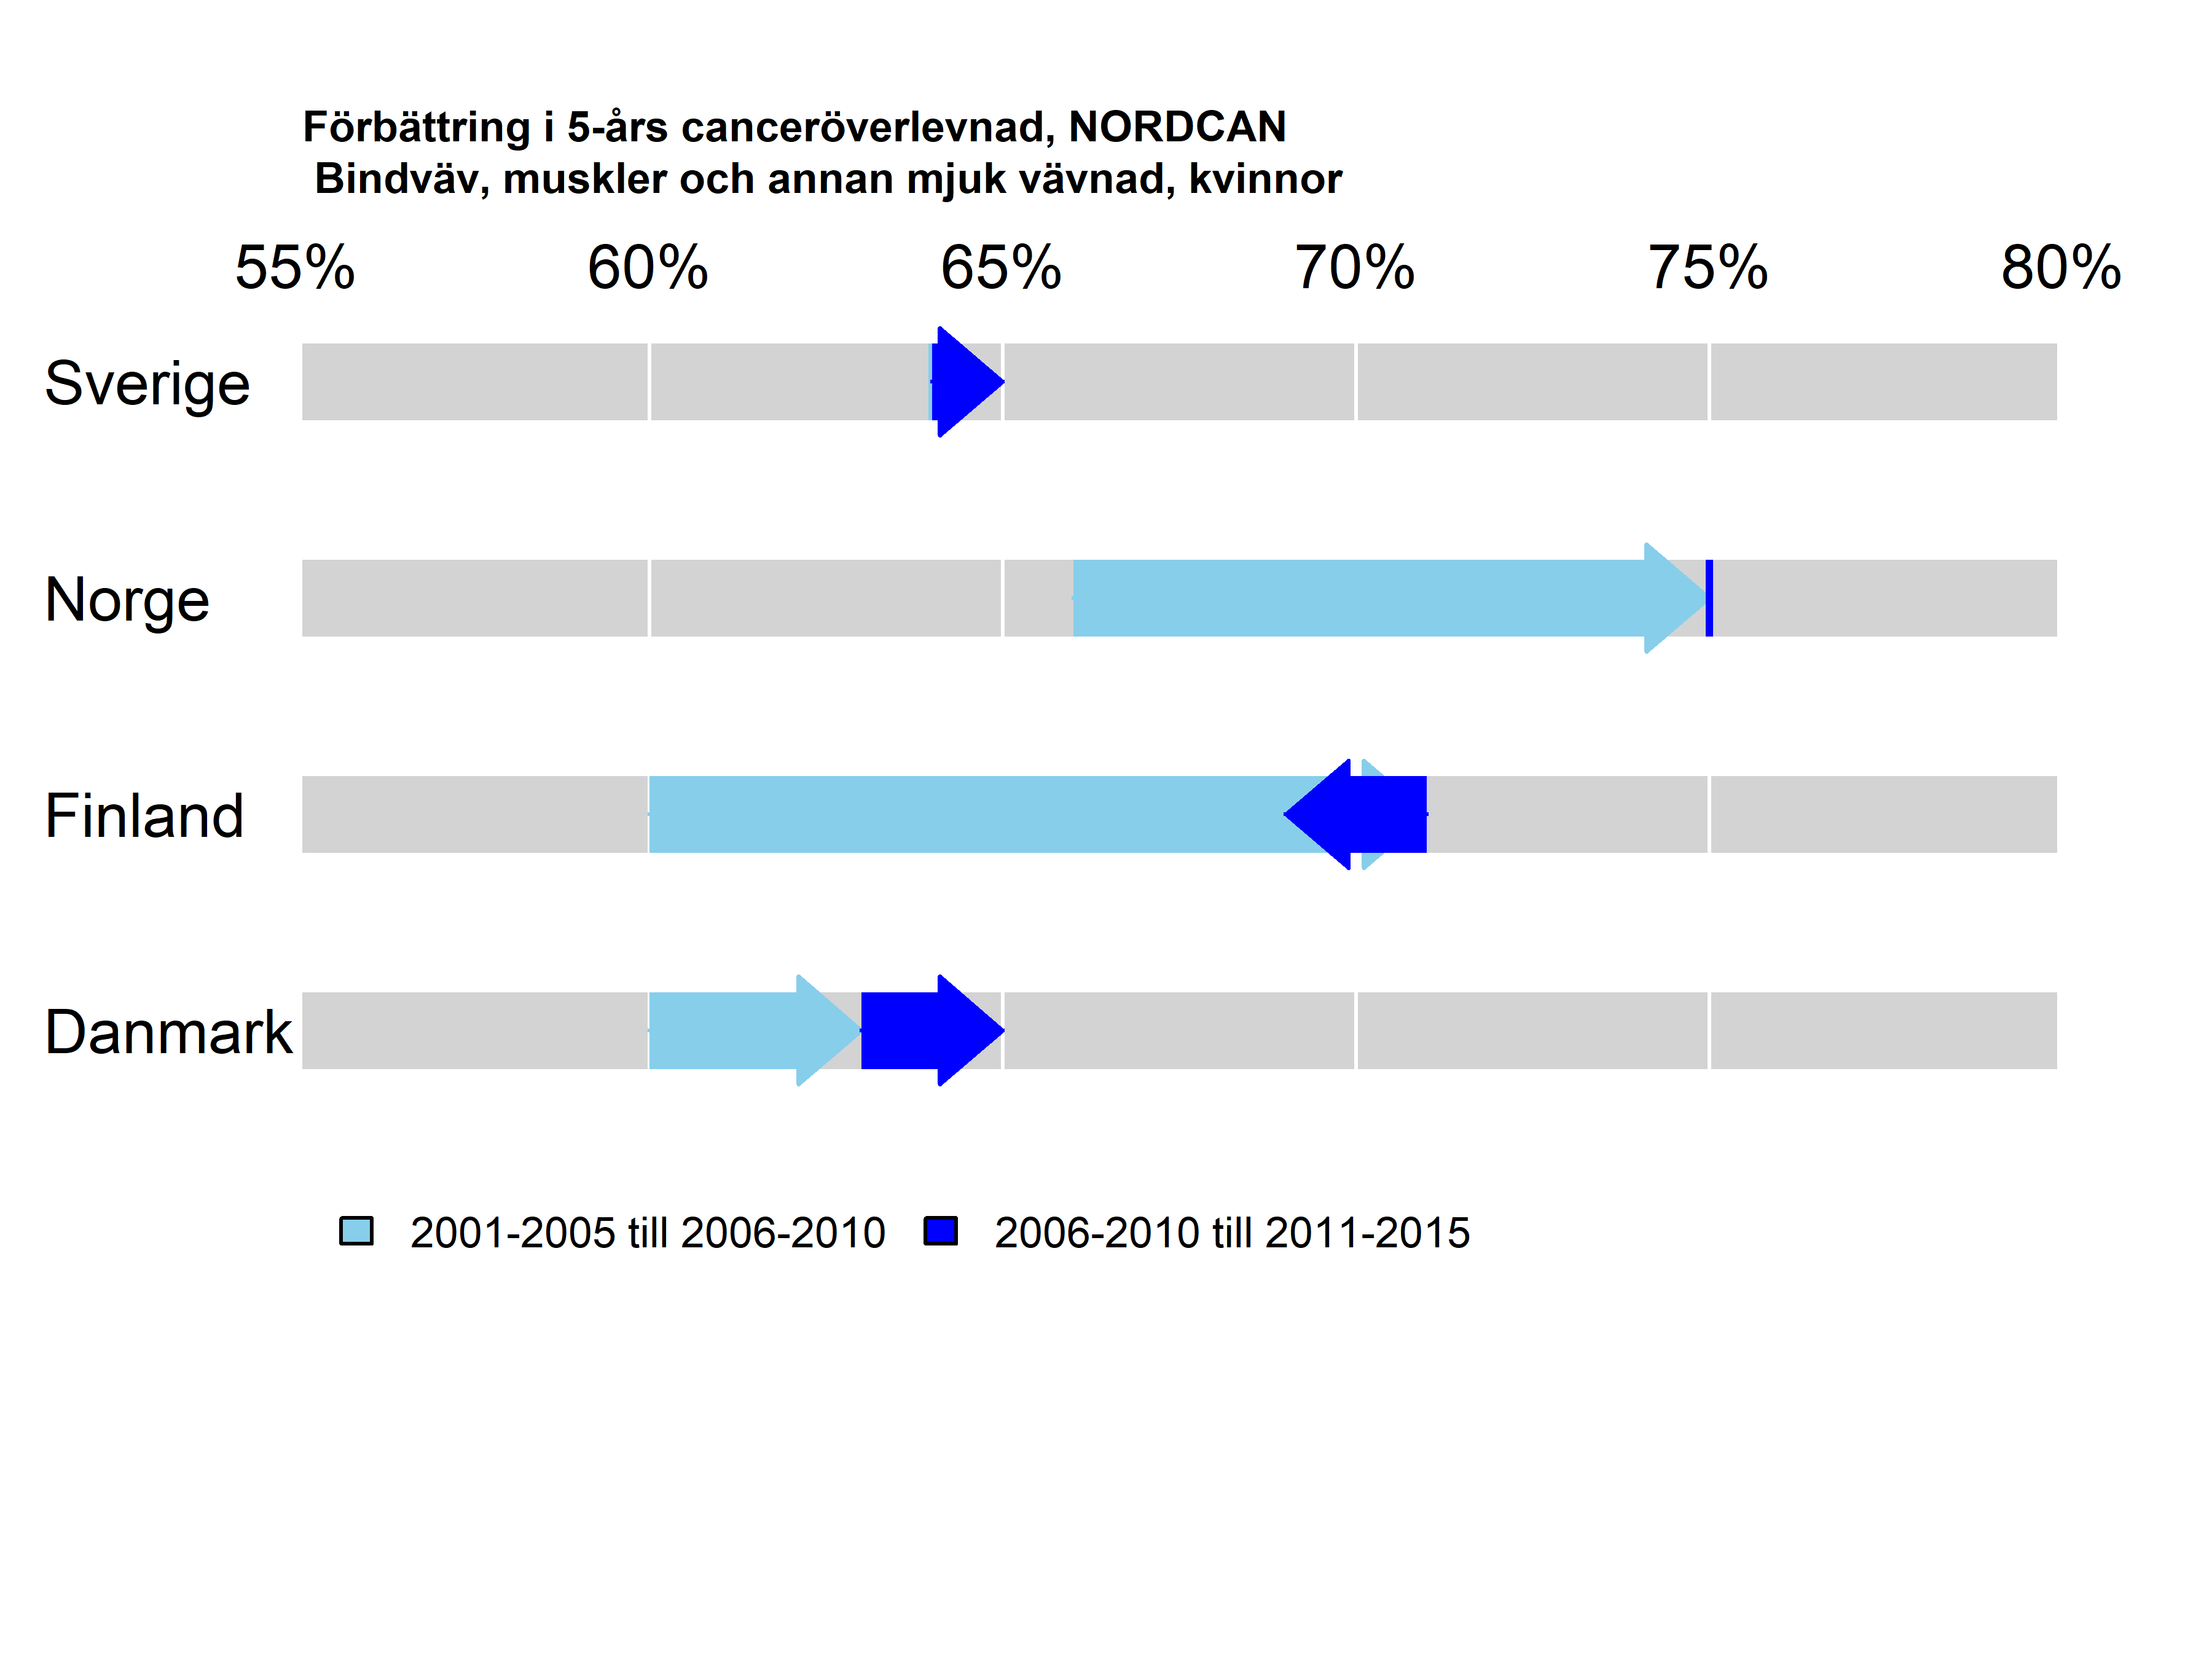 Förbättring i 5-års canceröverlevnad, NORDCAN
Bindväv, muskler och annan mjuk vävnad, kvinnor
55% 60% 65% 70% 75% 80%
Sverige
Norge
Finland
Danmark
2001-2005 till 2006-2010 2006-2010 till 2011-2015